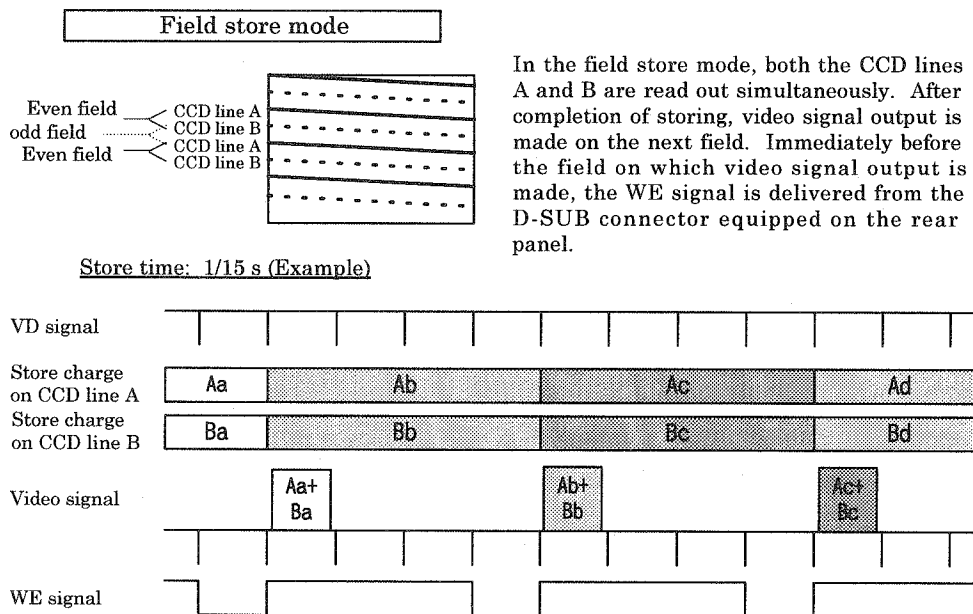 Field store mode
Even field
odd field
Even field
CCD line A
CCD line B
CCD line A
CCD line B
In the field store mode, both the CCD lines
A and B are read out simultaneously. After
completion of storing, video signal output is
made on the next field. Immediately before
the field on which video signal output is
made, the WE signal is delivered from the
D-SUB connector equipped on the rear
panel.
Store time: 1/15 s (Example)
VD signal
Store charge
on CCD line A
Aa Ab Ac Ad
Store charge
on CCD line B
Ba Bb Bc Bd
Video signal
Aa+
Ba
Ab+
Bb
Ac+
Bc
WE signal